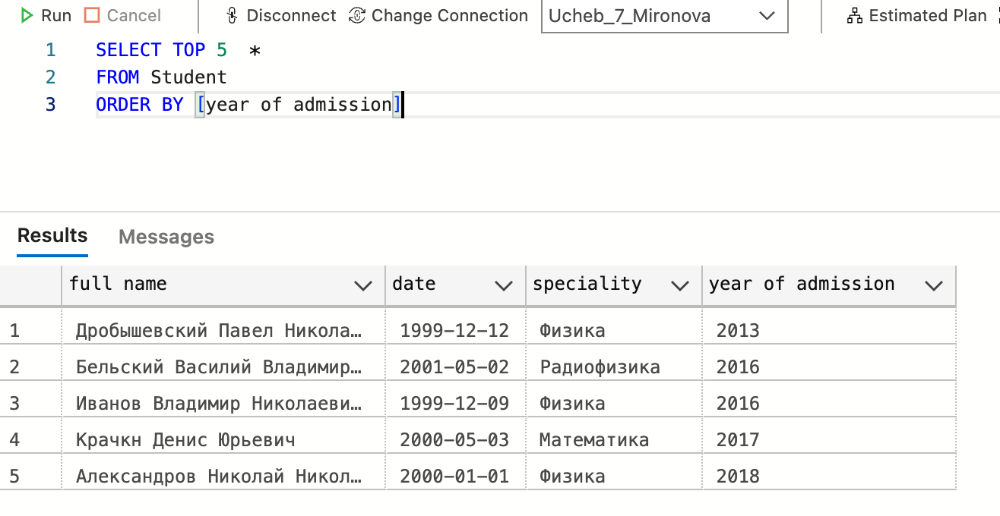 Run Cancel Disconnect Change Connection Ucheb_7_Mironova Estimated Plan
1 SELECT TOP 5 *
2 FROM Student
3 ORDER BY [year of admission]
Results Messages
full name date speciality year of admission
1 Дробышевский Павел Никола… 1999-12-12 Физика 2013
2 Бельский Василий Владимир… 2001-05-02 Радиофизика 2016
3 Иванов Владимир Николаеви… 1999-12-09 Физика 2016
4 Крачкн Денис Юрьевич 2000-05-03 Математика 2017
5 Александров Николай Никол… 2000-01-01 Физика 2018